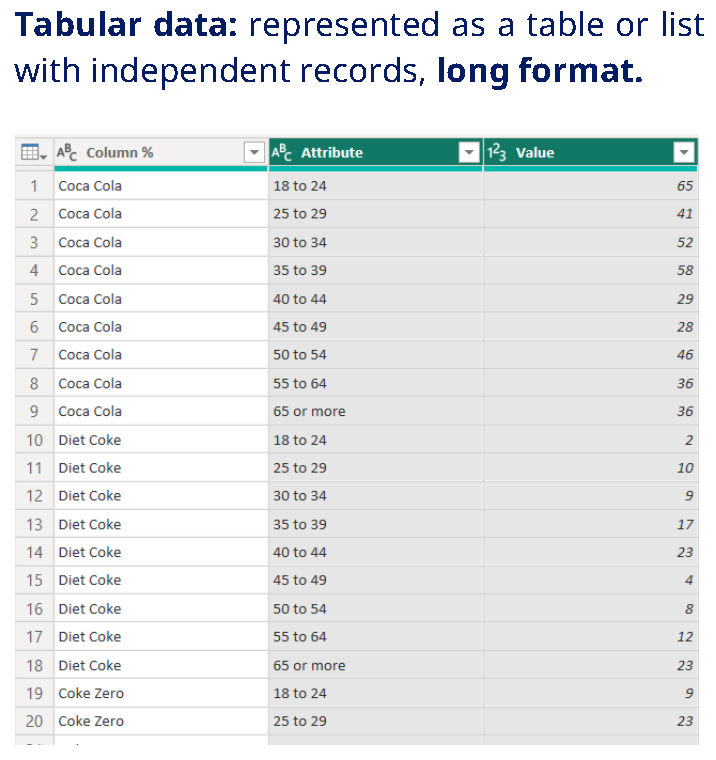 Tabular data: represented as a table or list
with independent records, long format.
ABC Column % ABC Attribute 123 Value
1 Coca Cola 18 to 24 65
2 Coca Cola 25 to 29 41
3 Coca Cola 30 to 34 52
4 Coca Cola 35 to 39 58
5 Coca Cola 40 to 44 29
6 Coca Cola 45 to 49 28
7 Coca Cola 50 to 54 46
8 Coca Cola 55 to 64 36
9 Coca Cola 65 or more 36
10 Diet Coke 18 to 24 2
11 Diet Coke 25 to 29 10
12 Diet Coke 30 to 34 9
13 Diet Coke 35 to 39 17
14 Diet Coke 40 to 44 23
15 Diet Coke 45 to 49 4
16 Diet Coke 50 to 54 8
17 Diet Coke 55 to 64 12
18 Diet Coke 65 or more 23
19 Coke Zero 18 to 24 9
20 Coke Zero 25 to 29 23